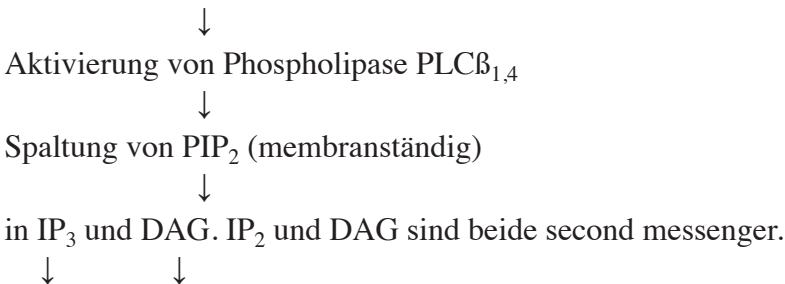 ↓
Aktivierung von Phospholipase PLCß₁,₄
↓
Spaltung von PIP₂ (membranständig)
↓
in IP₃ und DAG. IP₂ und DAG sind beide second messenger.
↓ ↓